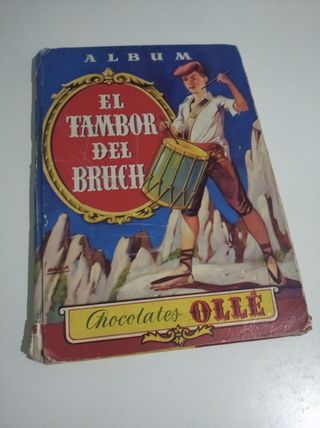 ALBUM
EL
TAMBOR
DEL
BRUCH
Chocolates OLLÉ